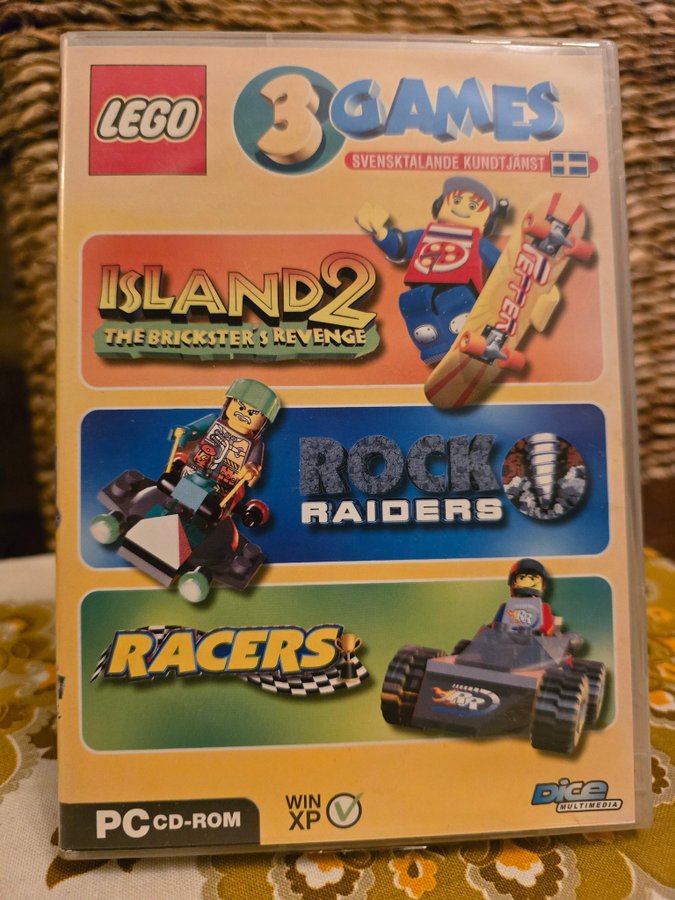 LEGO
3 GAMES
SVENSKTALANDE KUNDTJÄNST
ISLAND 2
THE BRICKSTER'S REVENGE
PEPPER
ROCK
RAIDERS
RACERS
RR
PC CD-ROM
WIN
XP
Dice
MULTIMEDIA